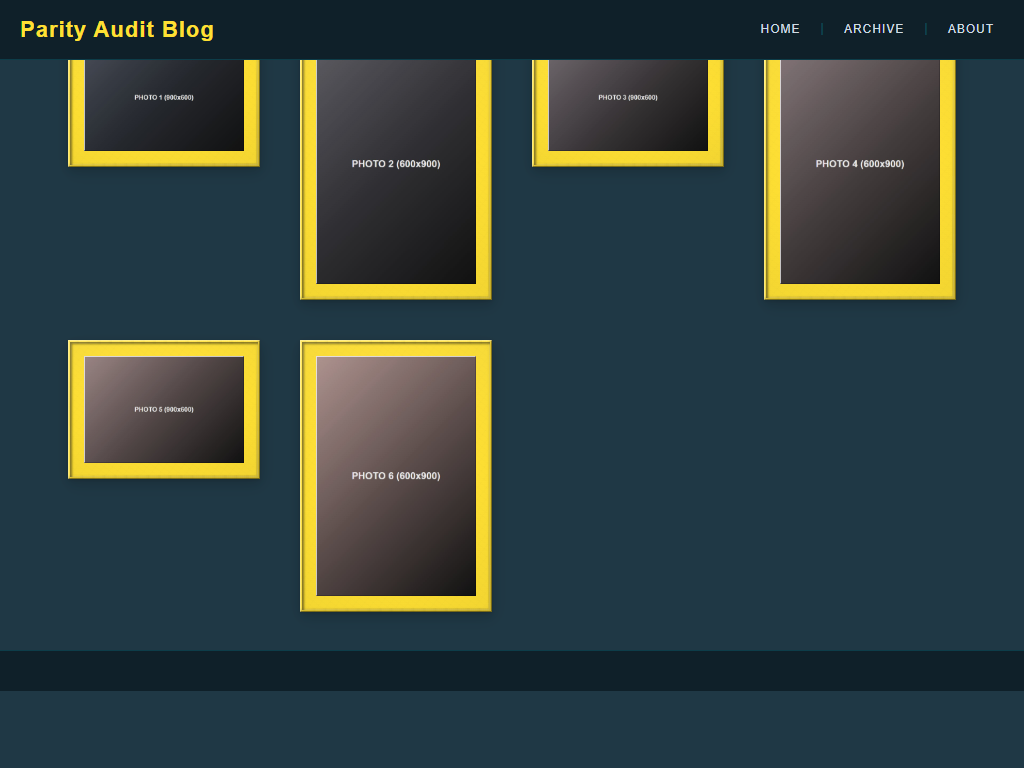 Parity Audit Blog
HOME | ARCHIVE | ABOUT
PHOTO 1 (900x600)
PHOTO 2 (600x900)
PHOTO 3 (900x600)
PHOTO 4 (600x900)
PHOTO 5 (900x600)
PHOTO 6 (600x900)